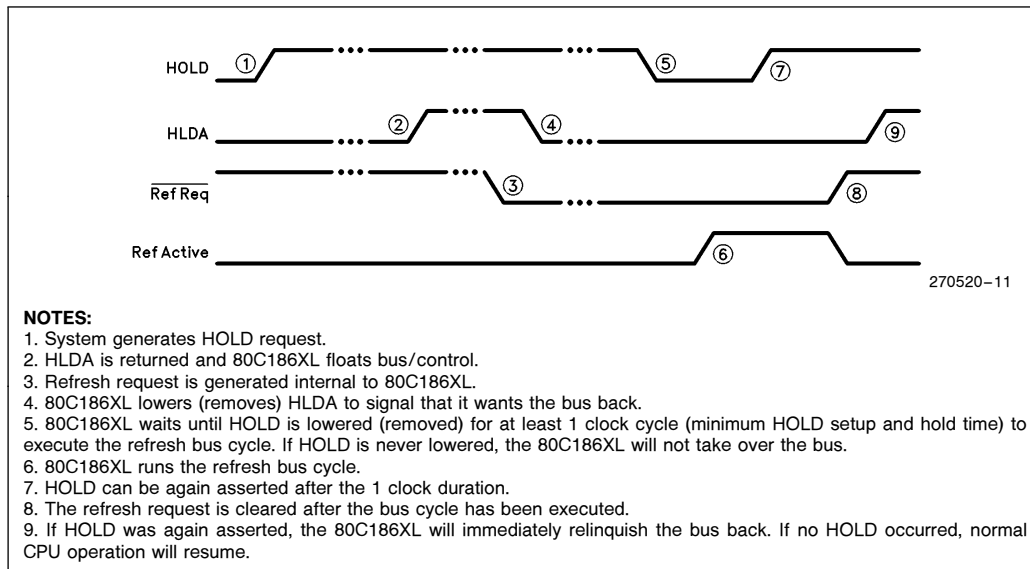 HOLD ① ⑤ ⑦
HLDA ② ④ ⑨
Ref Req ③ ⑧
Ref Active ⑥
270520–11
NOTES:
1. System generates HOLD request.
2. HLDA is returned and 80C186XL floats bus/control.
3. Refresh request is generated internal to 80C186XL.
4. 80C186XL lowers (removes) HLDA to signal that it wants the bus back.
5. 80C186XL waits until HOLD is lowered (removed) for at least 1 clock cycle (minimum HOLD setup and hold time) to
execute the refresh bus cycle. If HOLD is never lowered, the 80C186XL will not take over the bus.
6. 80C186XL runs the refresh bus cycle.
7. HOLD can be again asserted after the 1 clock duration.
8. The refresh request is cleared after the bus cycle has been executed.
9. If HOLD was again asserted, the 80C186XL will immediately relinquish the bus back. If no HOLD occurred, normal
CPU operation will resume.